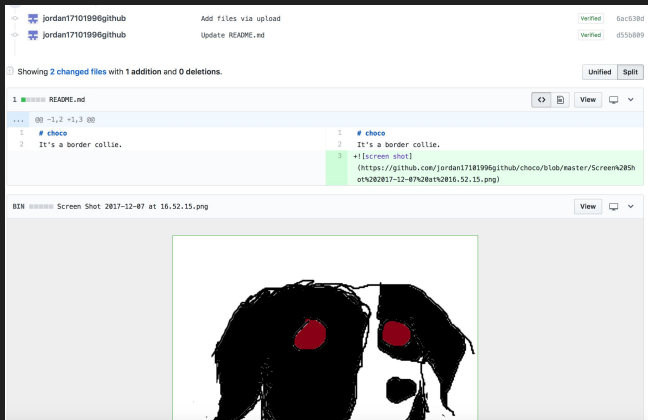 jordan17101996github Add files via upload Verified 6ac630d
jordan17101996github Update README.md Verified d55b809
Showing 2 changed files with 1 addition and 0 deletions. Unified Split
1 README.md <> View
... @@ -1,2 +1,3 @@
1 # choco 1 # choco
2 It's a border collie. 2 It's a border collie.
3 +![screen shot]
(https://github.com/jordan17101996github/choco/blob/master/Screen%20Sh
ot%202017-12-07%20at%2016.52.15.png)
BIN Screen Shot 2017-12-07 at 16.52.15.png View